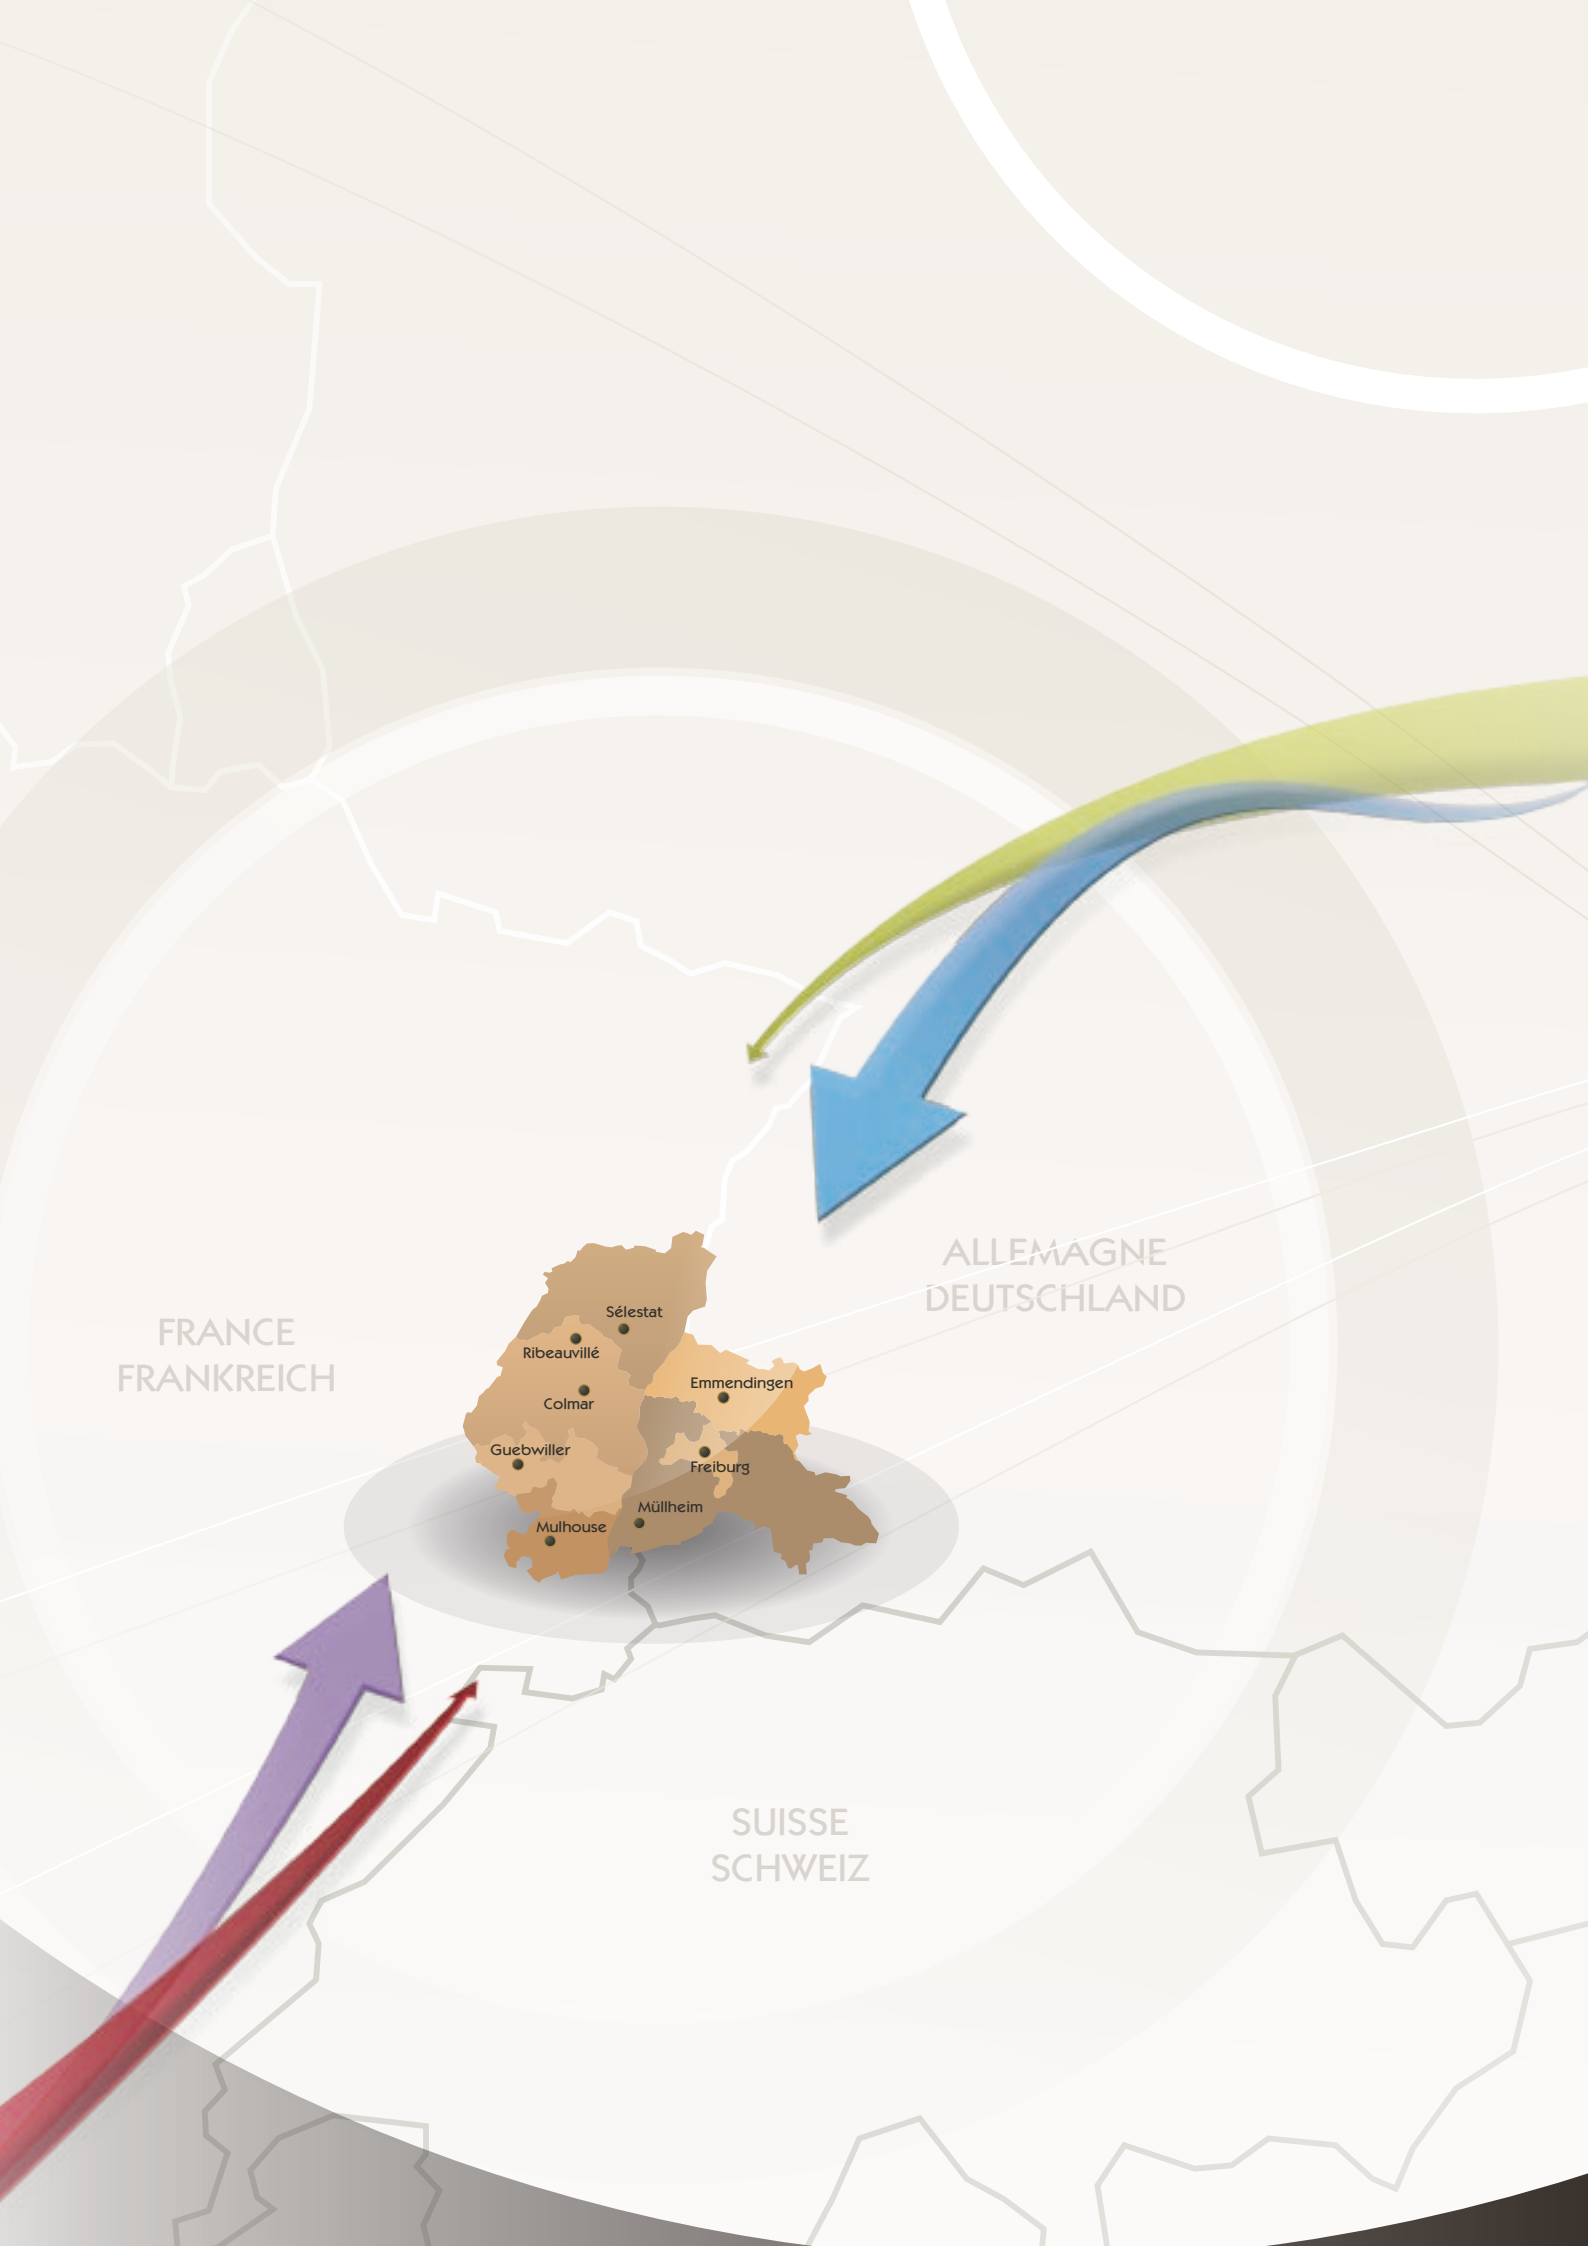 ALLEMAGNE
DEUTSCHLAND
FRANCE
FRANKREICH
Sélestat
Ribeauvillé
Emmendingen
Colmar
Guebwiller
Freiburg
Müllheim
Mulhouse
SUISSE
SCHWEIZ